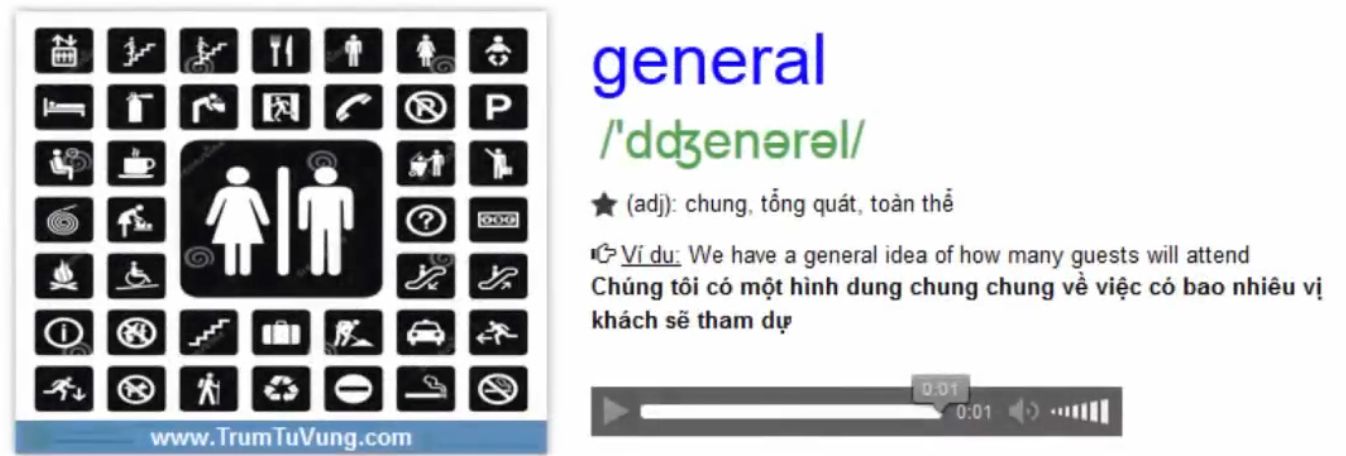 general
/'dʤenərəl/
(adj): chung, tổng quát, toàn thể
Ví du: We have a general idea of how many guests will attend
Chúng tôi có một hình dung chung chung về việc có bao nhiêu vị
khách sẽ tham dự
0:01
0:01
P
R
?
i
www.TrumTuVung.com